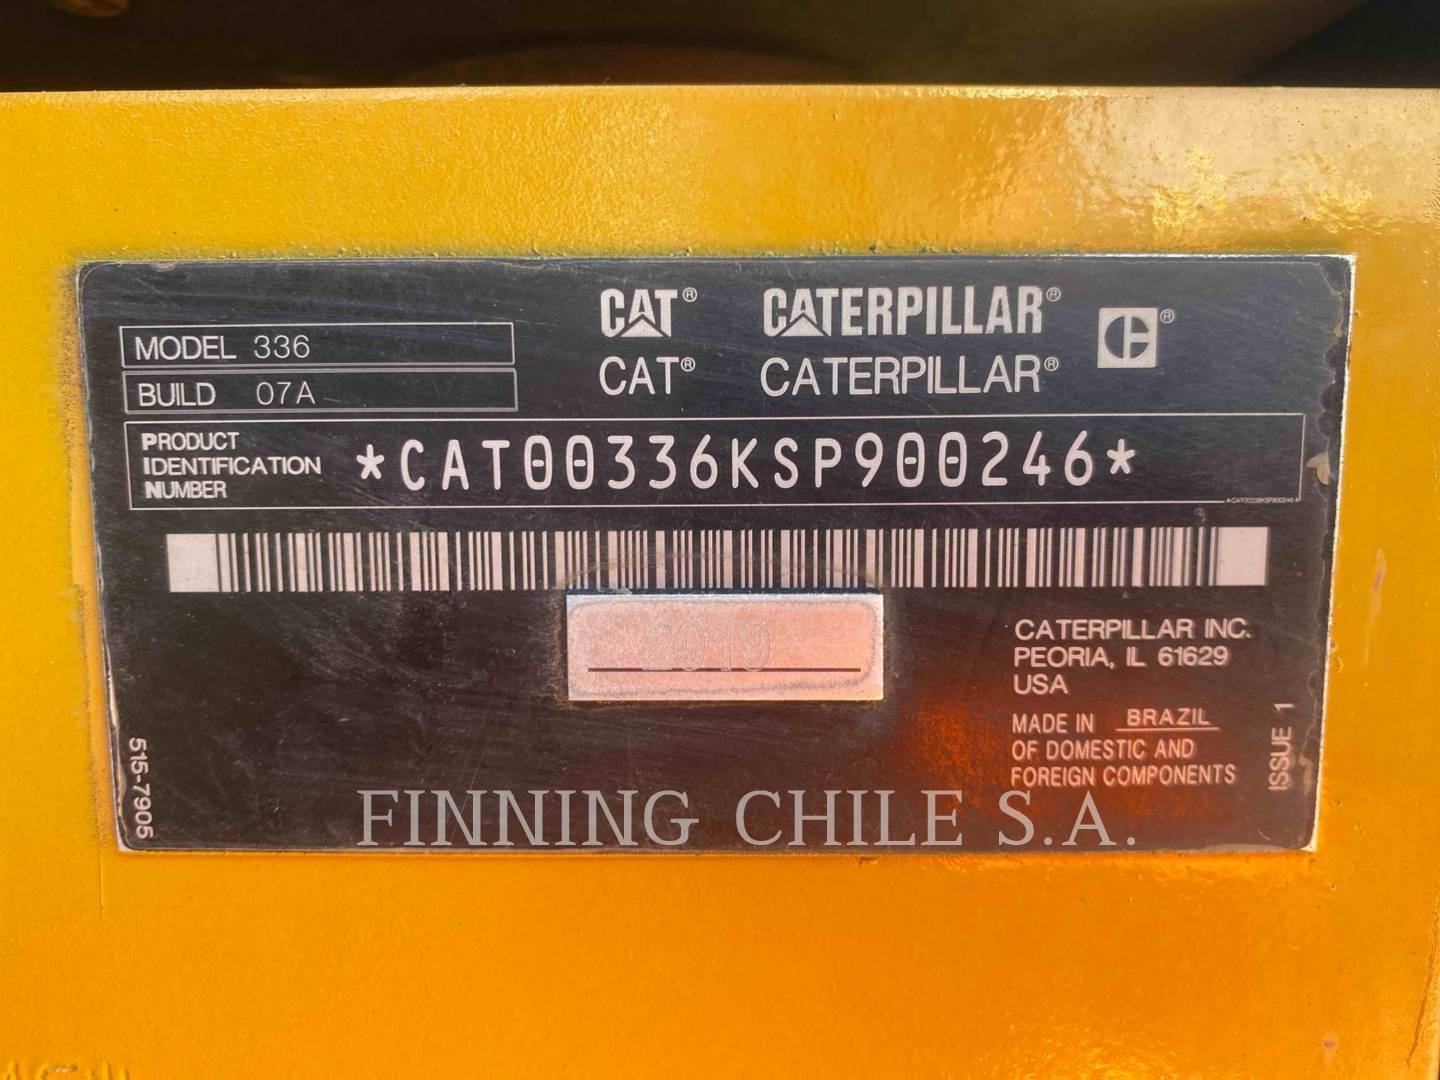 CAT® CATERPILLAR®
CAT® CATERPILLAR®
MODEL 336
BUILD 07A
PRODUCT
IDENTIFICATION
NUMBER
*CAT00336KSP900246*
*CAT00336KSP900246*
2019
CATERPILLAR INC.
PEORIA, IL 61629
USA
MADE IN BRAZIL
OF DOMESTIC AND
FOREIGN COMPONENTS
ISSUE 1
515-7905
FINNING CHILE S.A.